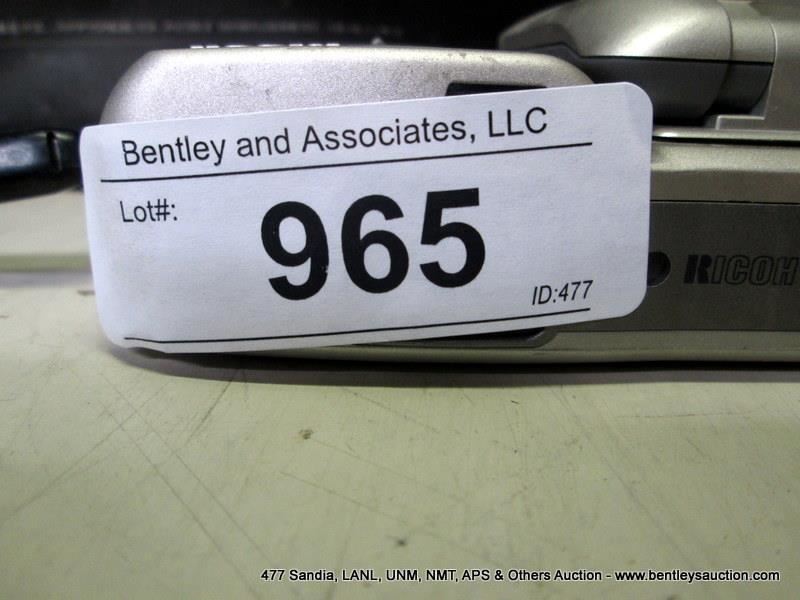 Bentley and Associates, LLC
Lot#:
965
ID:477
RICOH
477 Sandia, LANL, UNM, NMT, APS & Others Auction - www.bentleysauction.com